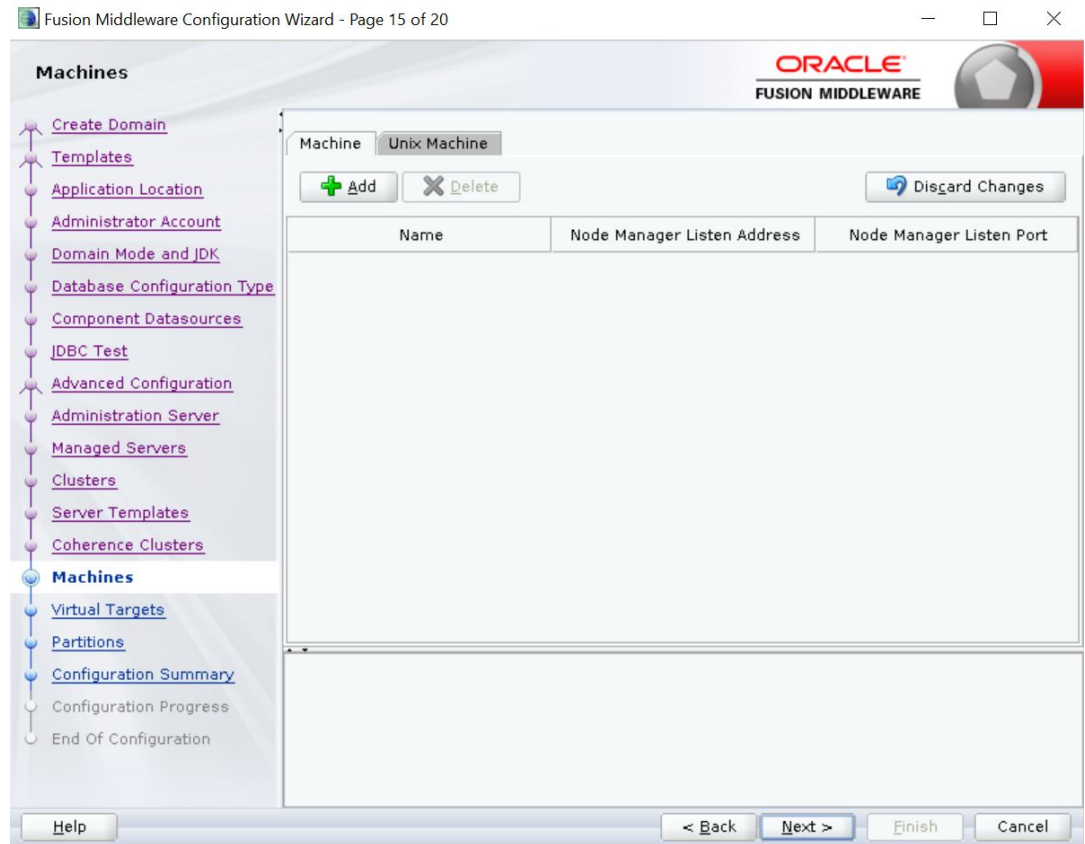 Fusion Middleware Configuration Wizard - Page 15 of 20
Machines
ORACLE
FUSION MIDDLEWARE
Create Domain
Templates
Application Location
Administrator Account
Domain Mode and JDK
Database Configuration Type
Component Datasources
JDBC Test
Advanced Configuration
Administration Server
Managed Servers
Clusters
Server Templates
Coherence Clusters
Machines
Virtual Targets
Partitions
Configuration Summary
Configuration Progress
End Of Configuration
Machine Unix Machine
Add Delete Discard Changes
Name Node Manager Listen Address Node Manager Listen Port
Help < Back Next > Finish Cancel